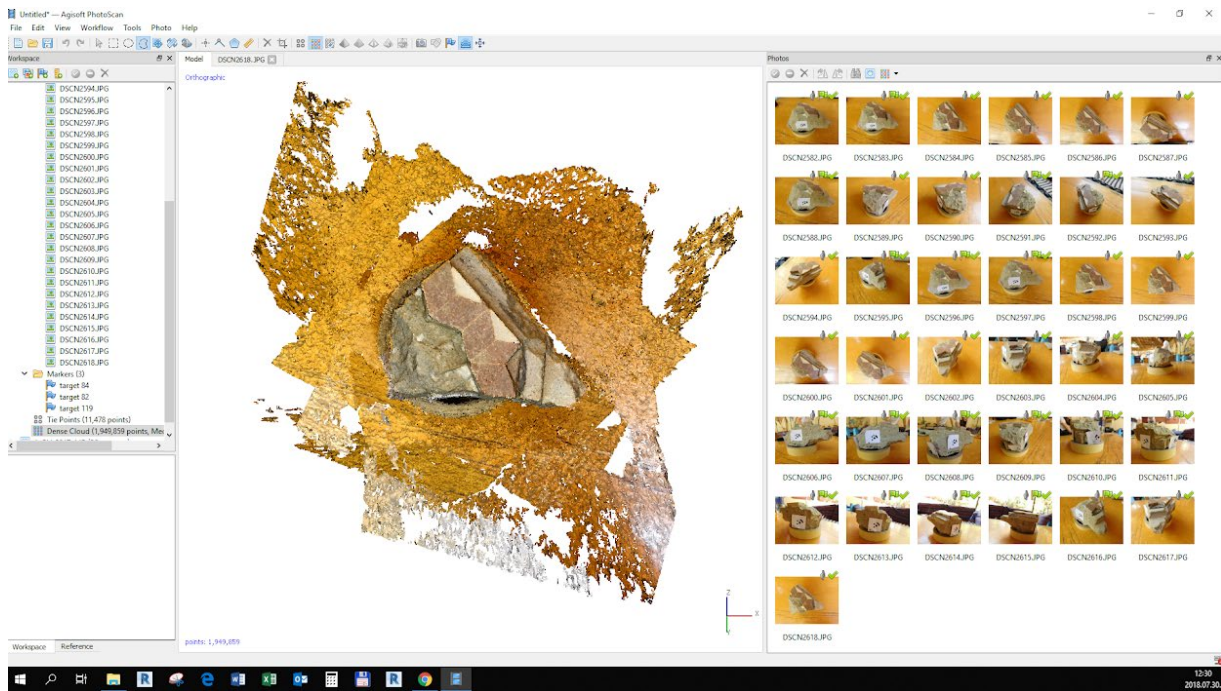 Untitled* — Agisoft PhotoScan
File Edit View Workflow Tools Photo Help
Workspace
Model DSCN2618.JPG
Photos
Orthographic
DSCN2594.JPG
DSCN2595.JPG
DSCN2596.JPG
DSCN2597.JPG
DSCN2598.JPG
DSCN2599.JPG
DSCN2600.JPG
DSCN2601.JPG
DSCN2602.JPG
DSCN2603.JPG
DSCN2604.JPG
DSCN2605.JPG
DSCN2606.JPG
DSCN2607.JPG
DSCN2608.JPG
DSCN2609.JPG
DSCN2610.JPG
DSCN2611.JPG
DSCN2612.JPG
DSCN2613.JPG
DSCN2614.JPG
DSCN2615.JPG
DSCN2616.JPG
DSCN2617.JPG
DSCN2618.JPG
Markers (3)
target 84
target 82
target 119
Tie Points (11,478 points)
Dense Cloud (1,949,859 points, Me
Workspace Reference
points: 1,949,859
Z
X
Y
DSCN2582.JPG DSCN2583.JPG DSCN2584.JPG DSCN2585.JPG DSCN2586.JPG DSCN2587.JPG
DSCN2588.JPG DSCN2589.JPG DSCN2590.JPG DSCN2591.JPG DSCN2592.JPG DSCN2593.JPG
DSCN2594.JPG DSCN2595.JPG DSCN2596.JPG DSCN2597.JPG DSCN2598.JPG DSCN2599.JPG
DSCN2600.JPG DSCN2601.JPG DSCN2602.JPG DSCN2603.JPG DSCN2604.JPG DSCN2605.JPG
DSCN2606.JPG DSCN2607.JPG DSCN2608.JPG DSCN2609.JPG DSCN2610.JPG DSCN2611.JPG
DSCN2612.JPG DSCN2613.JPG DSCN2614.JPG DSCN2615.JPG DSCN2616.JPG DSCN2617.JPG
DSCN2618.JPG
12:30
2018.07.30.